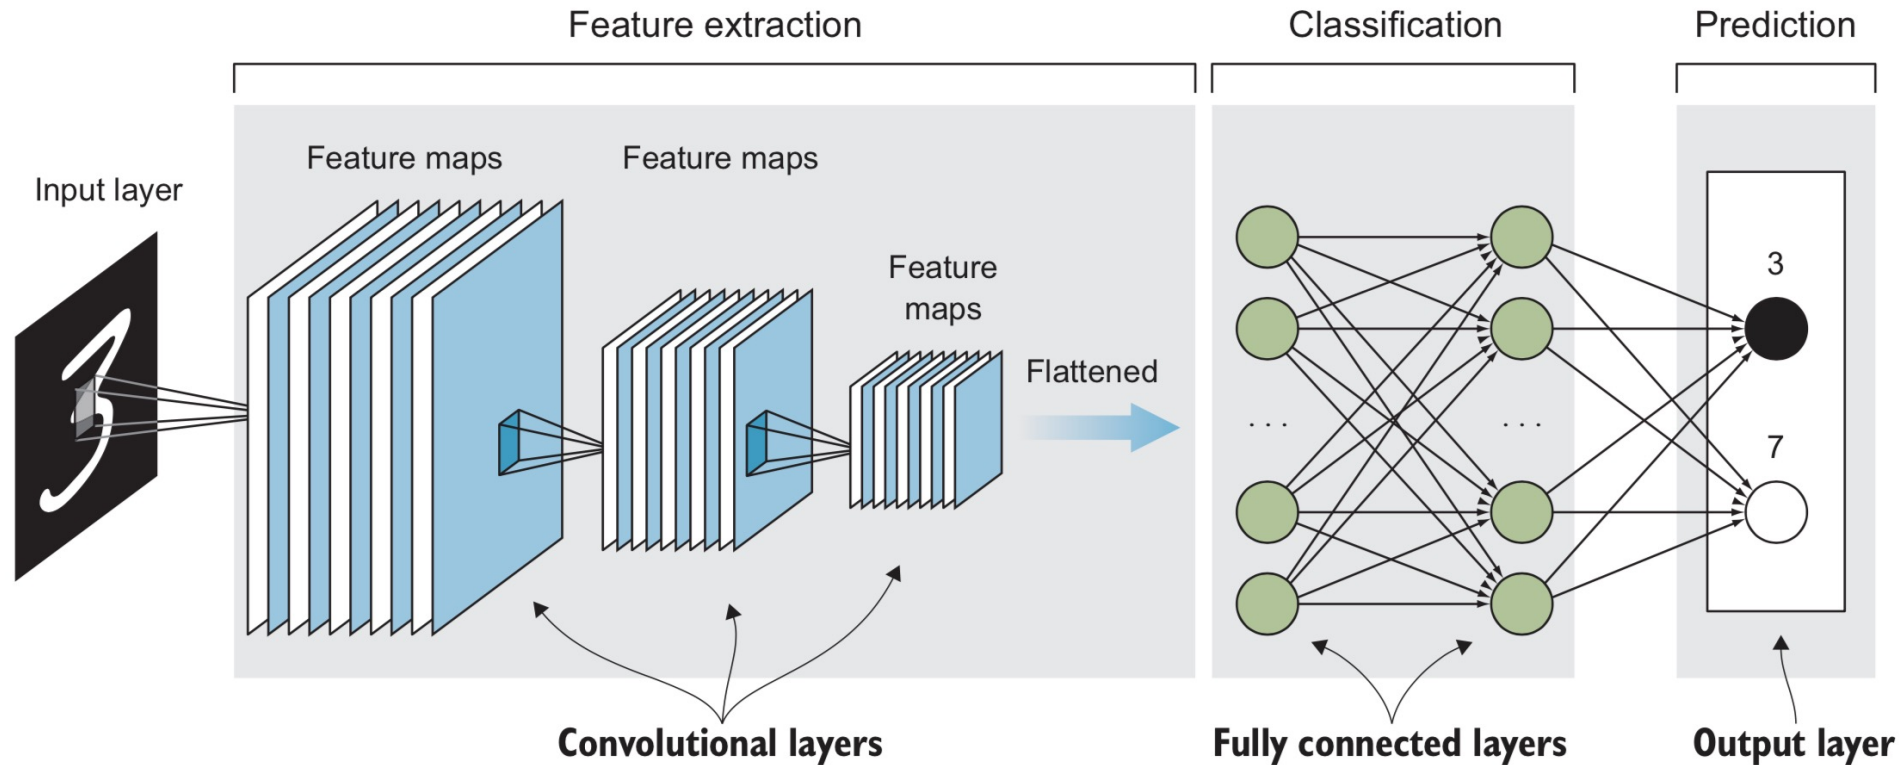 Feature extraction
Classification
Prediction
Input layer
Feature maps
Feature maps
Feature
maps
Flattened
. . .
. . .
3
7
Convolutional layers
Fully connected layers
Output layer